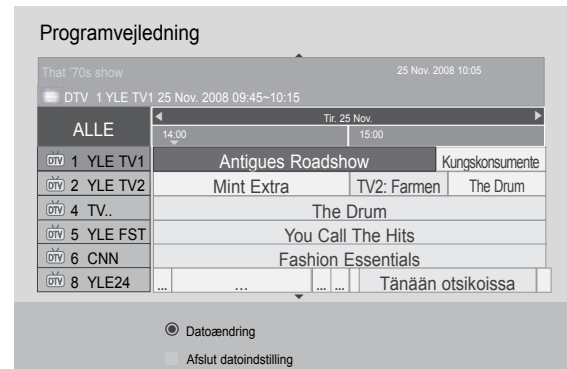 Programvejledning
That '70s show 25 Nov. 2008 10:05
DTV 1 YLE TV1 25 Nov. 2008 09:45~10:15
ALLE
Tir. 25 Nov.
14:00 15:00
DTV 1 YLE TV1 Antigues Roadshow Kungskonsumente
DTV 2 YLE TV2 Mint Extra TV2: Farmen The Drum
DTV 4 TV.. The Drum
DTV 5 YLE FST You Call The Hits
DTV 6 CNN Fashion Essentials
DTV 8 YLE24 ... ... ... ... Tänään otsikoissa
Datoændring
Afslut datoindstilling